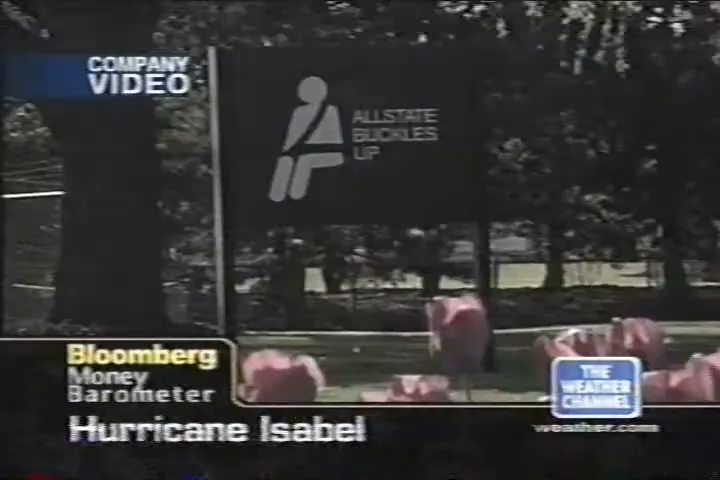 COMPANY
VIDEO
ALLSTATE
BUCKLES
UP
Bloomberg
Money
Barometer
Hurricane Isabel
THE
WEATHER
CHANNEL
weather.com